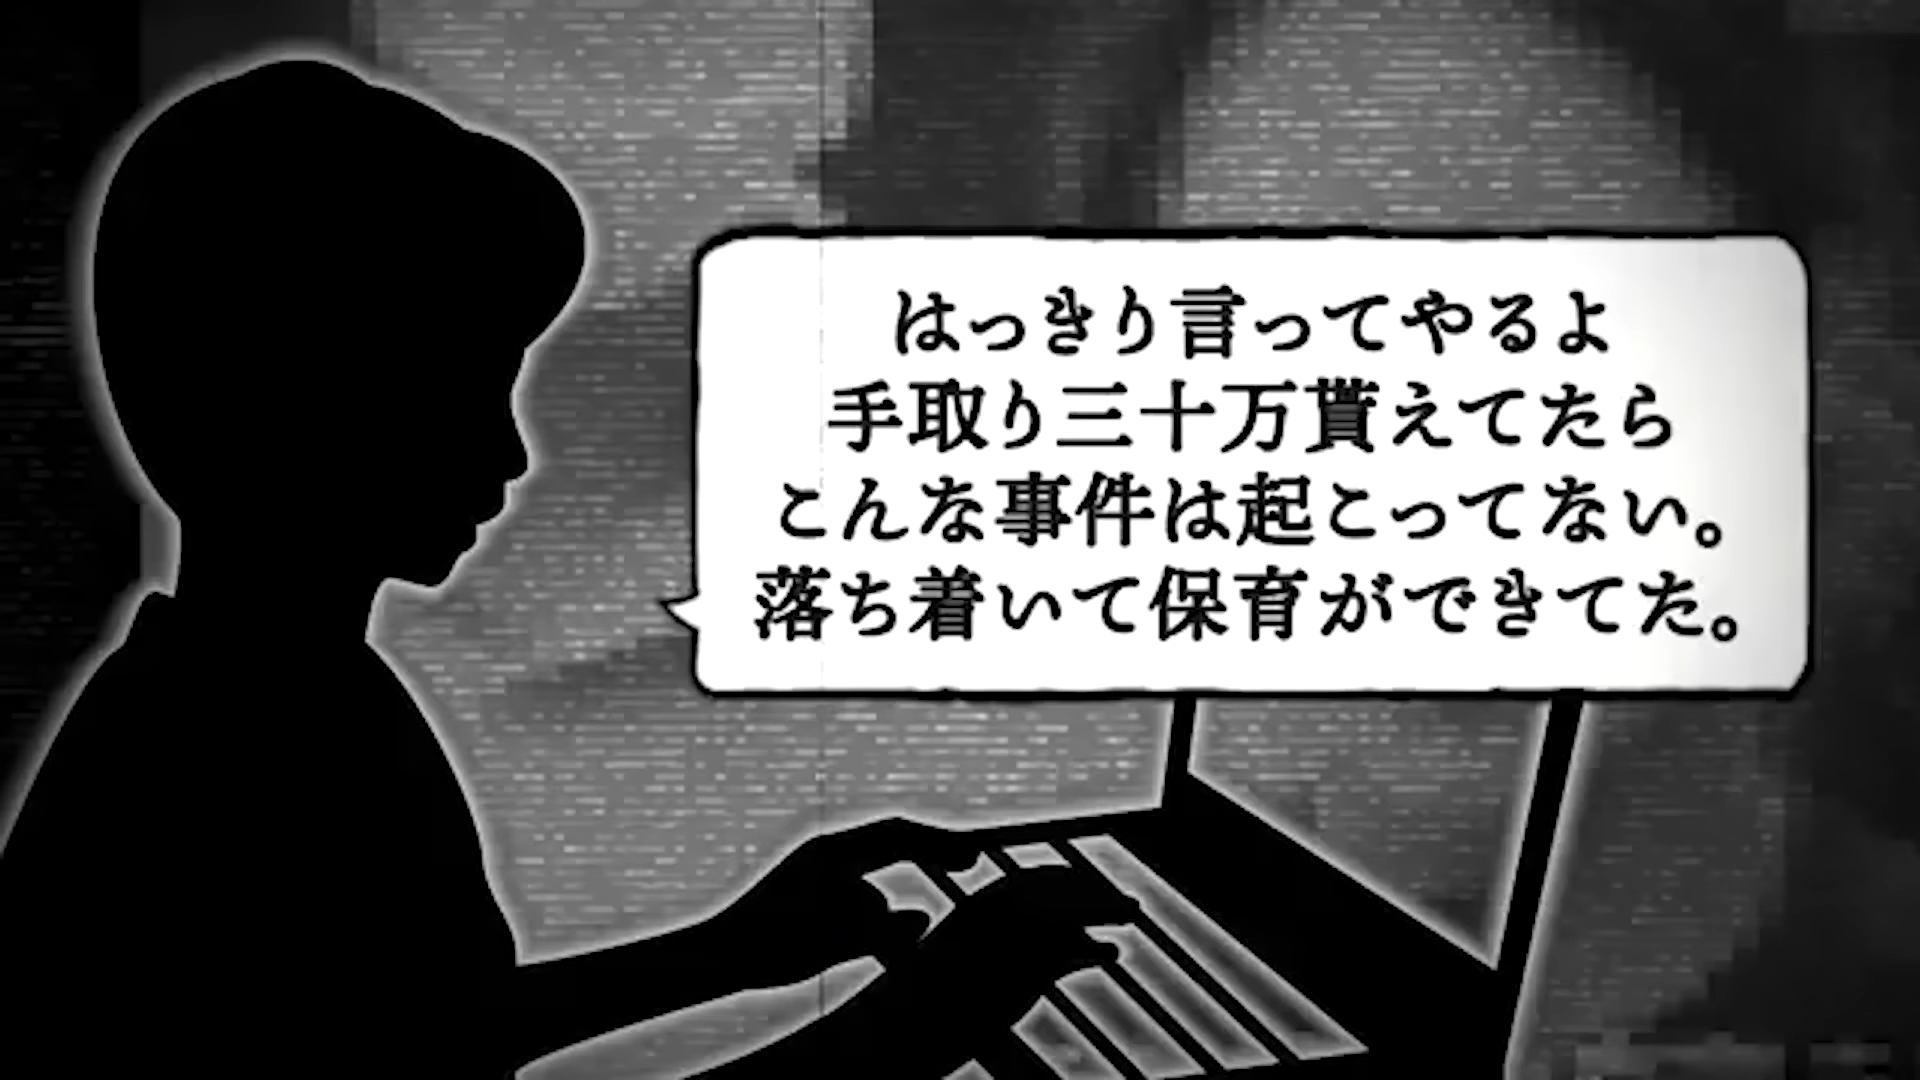 はっきり言ってやるよ
手取り三十万貰えてたら
こんな事件は起こってない。
落ち着いて保育ができてた。